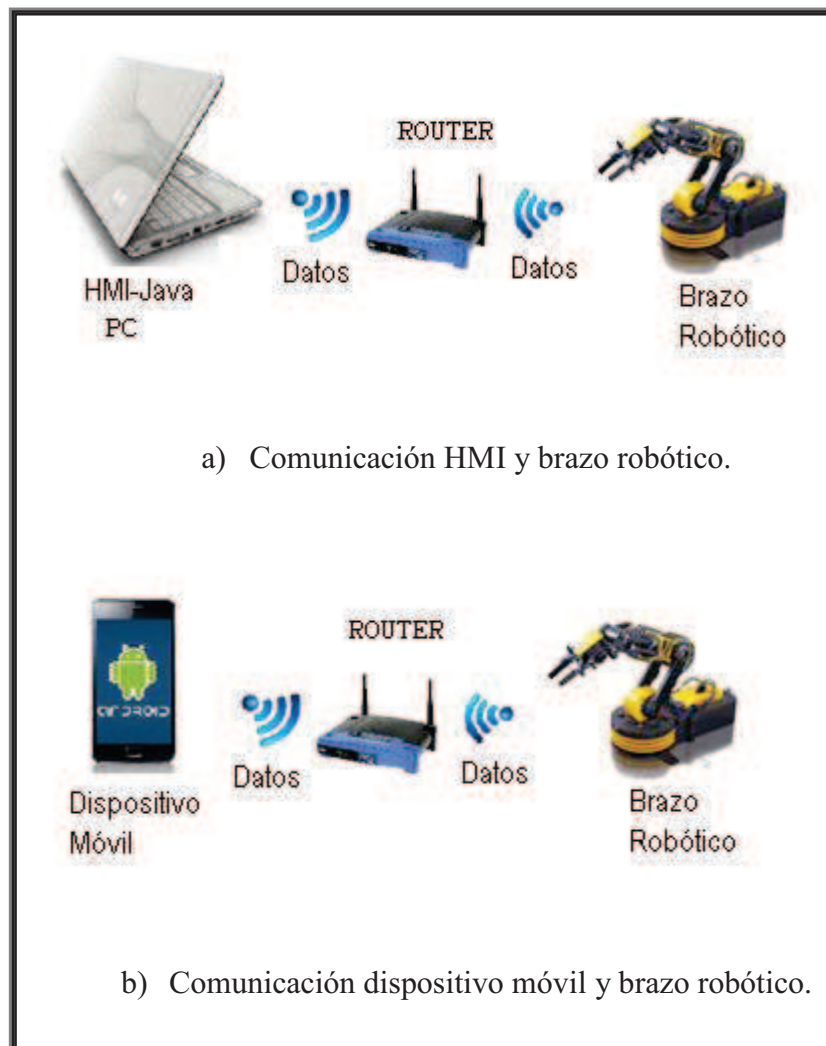 ROUTER
Datos
Datos
HMI-Java
PC
Brazo
Robótico
a) Comunicación HMI y brazo robótico.
ANDROID
ROUTER
Datos
Datos
Dispositivo
Móvil
Brazo
Robótico
b) Comunicación dispositivo móvil y brazo robótico.